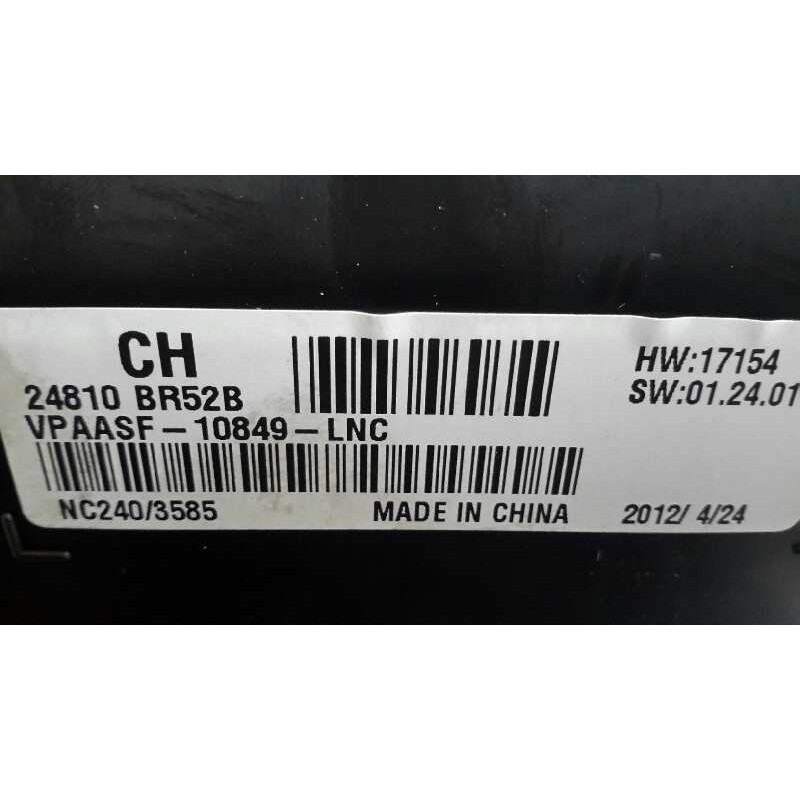 CH
24810 BR52B
VPAASF-10849-LNC
NC240/3585
MADE IN CHINA
HW:17154
SW:01.24.01
2012/ 4/24